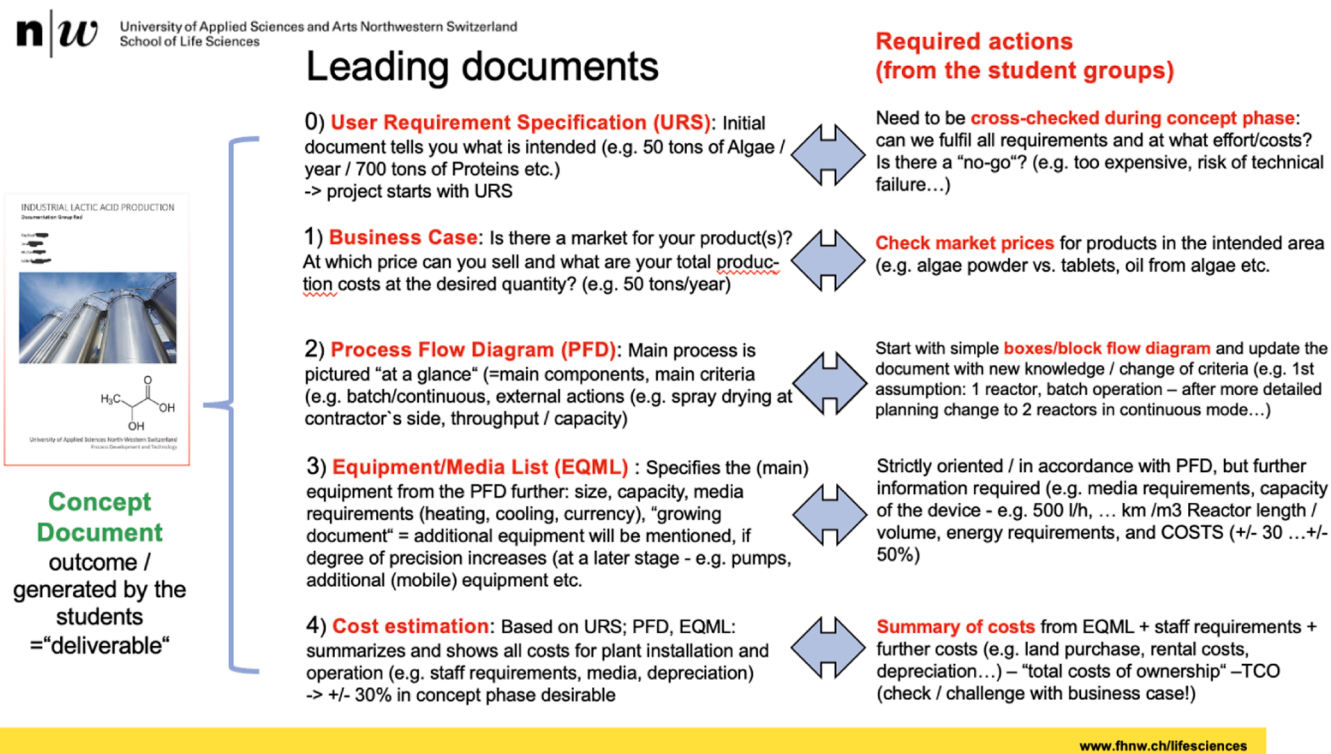 n|w
University of Applied Sciences and Arts Northwestern Switzerland
School of Life Sciences
Leading documents
Required actions
(from the student groups)
0) User Requirement Specification (URS): Initial
document tells you what is intended (e.g. 50 tons of Algae /
year / 700 tons of Proteins etc.)
-> project starts with URS
Need to be cross-checked during concept phase:
can we fulfil all requirements and at what effort/costs?
Is there a “no-go“? (e.g. too expensive, risk of technical
failure…)
1) Business Case: Is there a market for your product(s)?
At which price can you sell and what are your total produc-
tion costs at the desired quantity? (e.g. 50 tons/year)
Check market prices for products in the intended area
(e.g. algae powder vs. tablets, oil from algae etc.
2) Process Flow Diagram (PFD): Main process is
pictured “at a glance“ (=main components, main criteria
(e.g. batch/continuous, external actions (e.g. spray drying at
contractor`s side, throughput / capacity)
Start with simple boxes/block flow diagram and update the
document with new knowledge / change of criteria (e.g. 1st
assumption: 1 reactor, batch operation – after more detailed
planning change to 2 reactors in continuous mode…)
3) Equipment/Media List (EQML) : Specifies the (main)
equipment from the PFD further: size, capacity, media
requirements (heating, cooling, currency), “growing
document“ = additional equipment will be mentioned, if
degree of precision increases (at a later stage - e.g. pumps,
additional (mobile) equipment etc.
Strictly oriented / in accordance with PFD, but further
information required (e.g. media requirements, capacity
of the device - e.g. 500 l/h, … km /m3 Reactor length /
volume, energy requirements, and COSTS (+/- 30 …+/-
50%)
4) Cost estimation: Based on URS; PFD, EQML:
summarizes and shows all costs for plant installation and
operation (e.g. staff requirements, media, depreciation)
-> +/- 30% in concept phase desirable
Summary of costs from EQML + staff requirements +
further costs (e.g. land purchase, rental costs,
depreciation…) – “total costs of ownership“ –TCO
(check / challenge with business case!)
INDUSTRIAL LACTIC ACID PRODUCTION
Documentation Group Red
O
H₃C
OH
OH
University of Applied Sciences North Western Switzerland
Process Development and Technology
Concept
Document
outcome /
generated by the
students
=“deliverable“
www.fhnw.ch/lifesciences